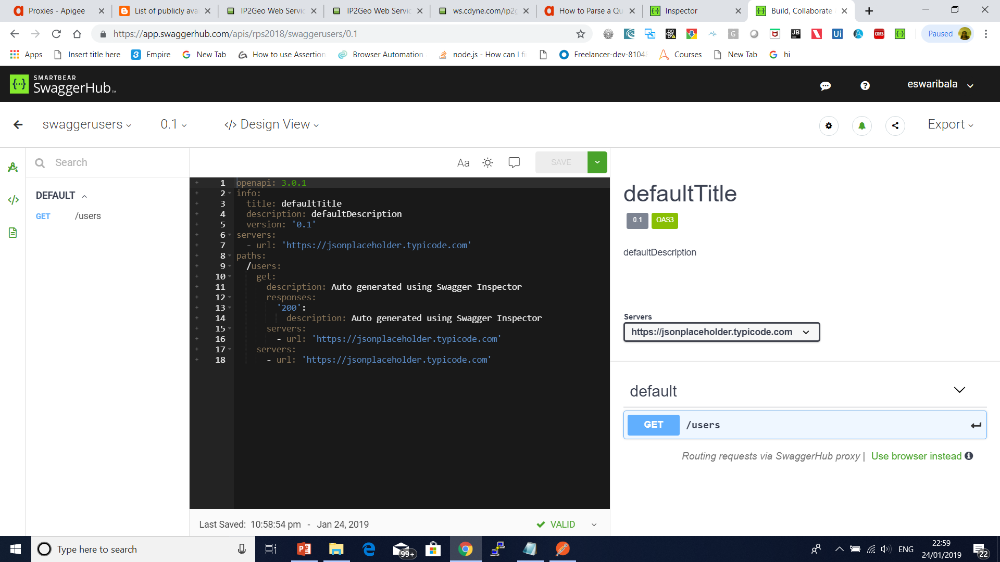 Proxies - Apigee
List of publicly ava
IP2Geo Web Servic
IP2Geo Web Servic
ws.cdyne.com/ip2g
How to Parse a Qu
Inspector
Build, Collaborate
https://app.swaggerhub.com/apis/rps2018/swaggerusers/0.1
Paused
Apps
Insert title here
Empire
New Tab
How to use Assertion
Browser Automation
node.js - How can I fi
Freelancer-dev-81048
Courses
New Tab
hi
SMARTBEAR
SwaggerHub
eswaribala
swaggerusers
0.1
</> Design View
Export
Search
Aa
SAVE
DEFAULT
GET /users
1 openapi: 3.0.1
2 info:
3 title: defaultTitle
4 description: defaultDescription
5 version: '0.1'
6 servers:
7 - url: 'https://jsonplaceholder.typicode.com'
8 paths:
9 /users:
10 get:
11 description: Auto generated using Swagger Inspector
12 responses:
13 '200':
14 description: Auto generated using Swagger Inspector
15 servers:
16 - url: 'https://jsonplaceholder.typicode.com'
17 servers:
18 - url: 'https://jsonplaceholder.typicode.com'
Last Saved: 10:58:54 pm - Jan 24, 2019
VALID
defaultTitle
0.1 OAS3
defaultDescription
Servers
https://jsonplaceholder.typicode.com
default
GET /users
Routing requests via SwaggerHub proxy | Use browser instead
Type here to search
99+
ENG
22:59
24/01/2019
22